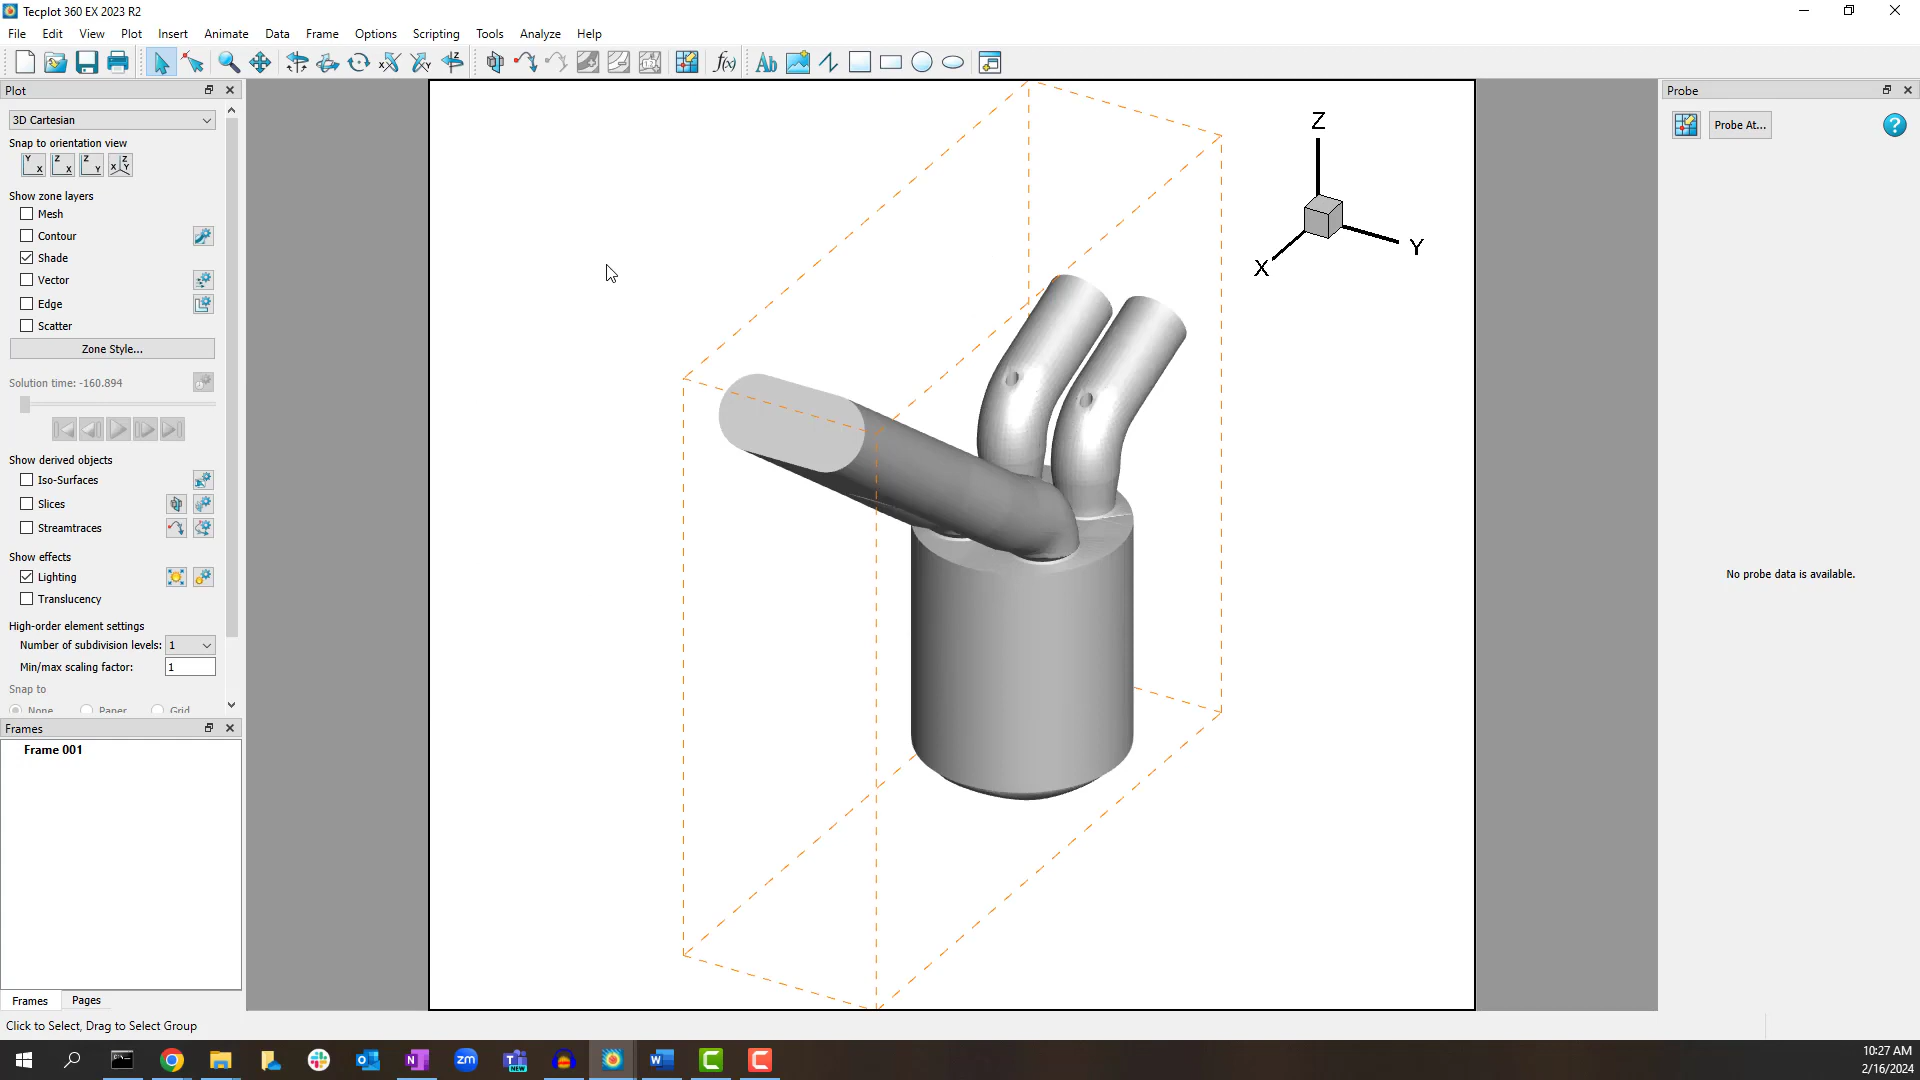 Tecplot 360 EX 2023 R2
File Edit View Plot Insert Animate Data Frame Options Scripting Tools Analyze Help
Plot
3D Cartesian
Snap to orientation view
Show zone layers
Mesh
Contour
Shade
Vector
Edge
Scatter
Zone Style...
Solution time: -160.894
Show derived objects
Iso-Surfaces
Slices
Streamtraces
Show effects
Lighting
Translucency
High-order element settings
Number of subdivision levels: 1
Min/max scaling factor: 1
Snap to
None Paper Grid
Frames
Frame 001
Frames Pages
Click to Select, Drag to Select Group
Z
Y
X
Probe
Probe At...
No probe data is available.
10:27 AM
2/16/2024